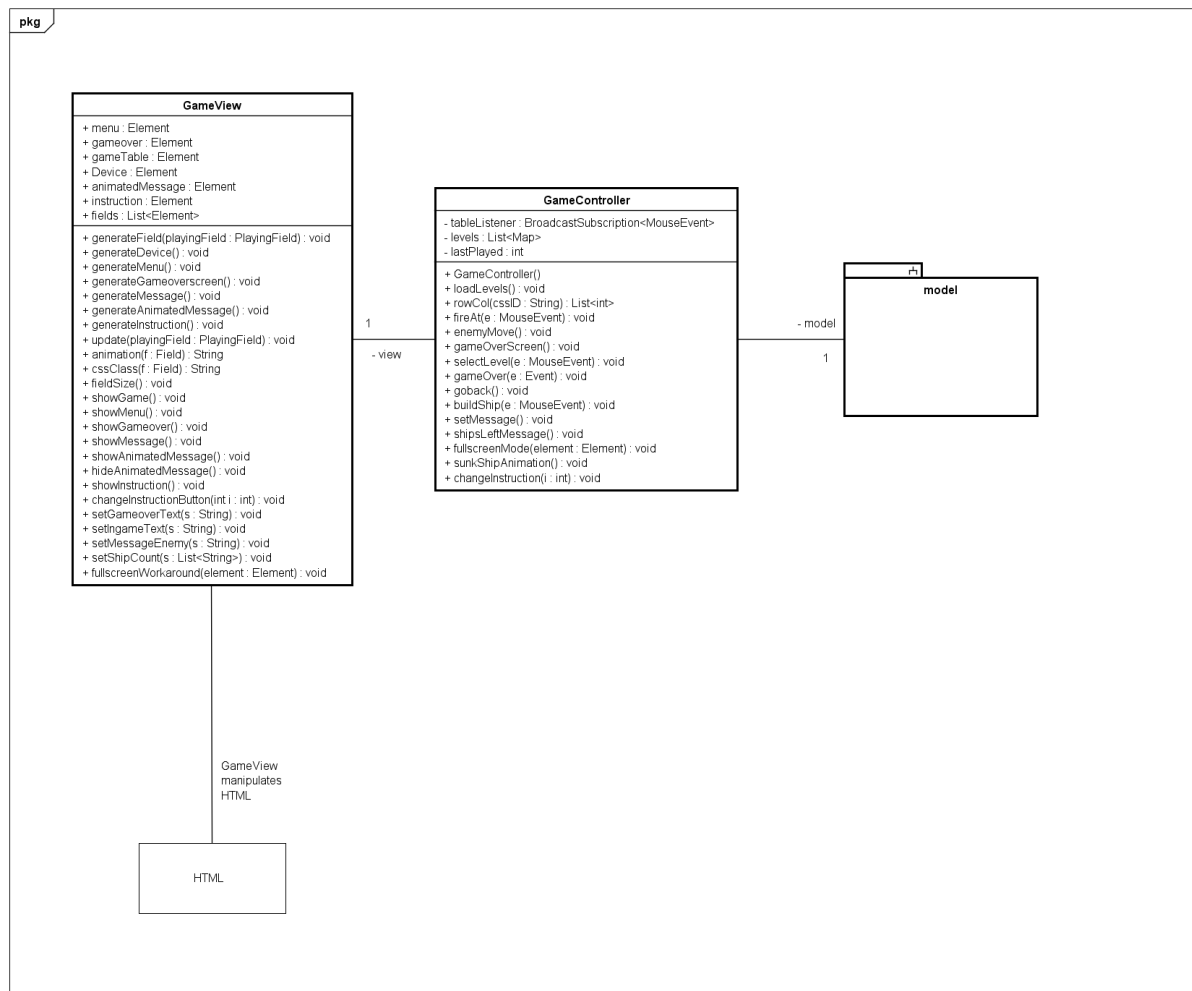 pkg
GameView
+ menu : Element
+ gameover : Element
+ gameTable : Element
+ Device : Element
+ animatedMessage : Element
+ instruction : Element
+ fields : List<Element>
+ generateField(playingField : PlayingField) : void
+ generateDevice() : void
+ generateMenu() : void
+ generateGameoverscreen() : void
+ generateMessage() : void
+ generateAnimatedMessage() : void
+ generateInstruction() : void
+ update(playingField : PlayingField) : void
+ animation(f : Field) : String
+ cssClass(f : Field) : String
+ fieldSize() : void
+ showGame() : void
+ showMenu() : void
+ showGameover() : void
+ showMessage() : void
+ showAnimatedMessage() : void
+ hideAnimatedMessage() : void
+ showInstruction() : void
+ changeInstructionButton(int i : int) : void
+ setGameoverText(s : String) : void
+ setIngameText(s : String) : void
+ setMessageEnemy(s : String) : void
+ setShipCount(s : List<String>) : void
+ fullscreenWorkaround(element : Element) : void
1
- view
GameController
- tableListener : BroadcastSubscription<MouseEvent>
- levels : List<Map>
- lastPlayed : int
+ GameController()
+ loadLevels() : void
+ rowCol(cssID : String) : List<int>
+ fireAt(e : MouseEvent) : void
+ enemyMove() : void
+ gameOverScreen() : void
+ selectLevel(e : MouseEvent) : void
+ gameOver(e : Event) : void
+ goback() : void
+ buildShip(e : MouseEvent) : void
+ setMessage() : void
+ shipsLeftMessage() : void
+ fullscreenMode(element : Element) : void
+ sunkShipAnimation() : void
+ changeInstruction(i : int) : void
- model
1
model
GameView
manipulates
HTML
HTML